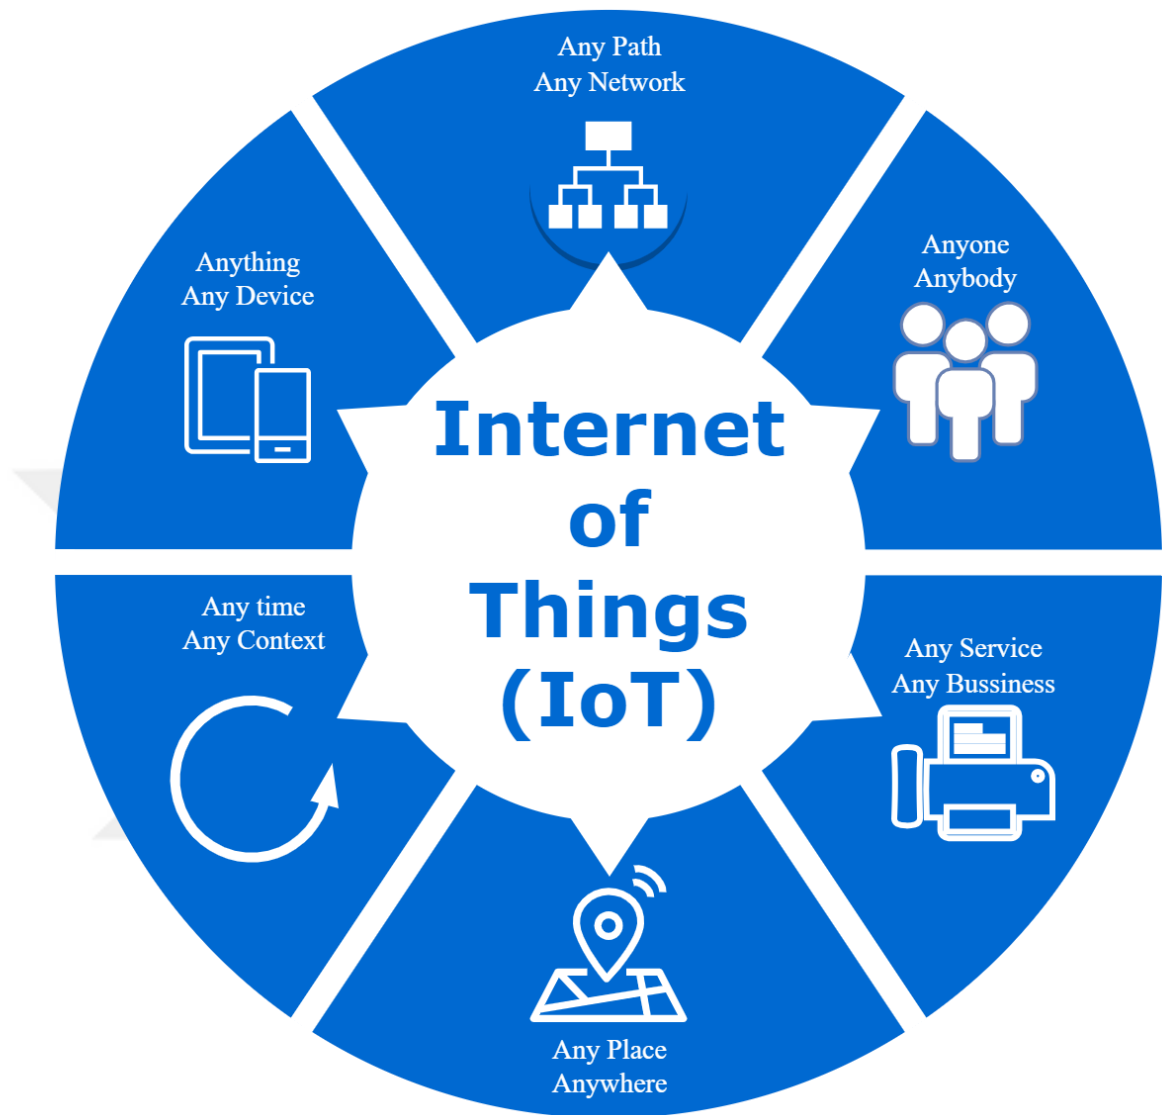 Any Path
Any Network
Anyone
Anybody
Any Service
Any Bussiness
Any Place
Anywhere
Any time
Any Context
Anything
Any Device
Internet
of
Things
(IoT)